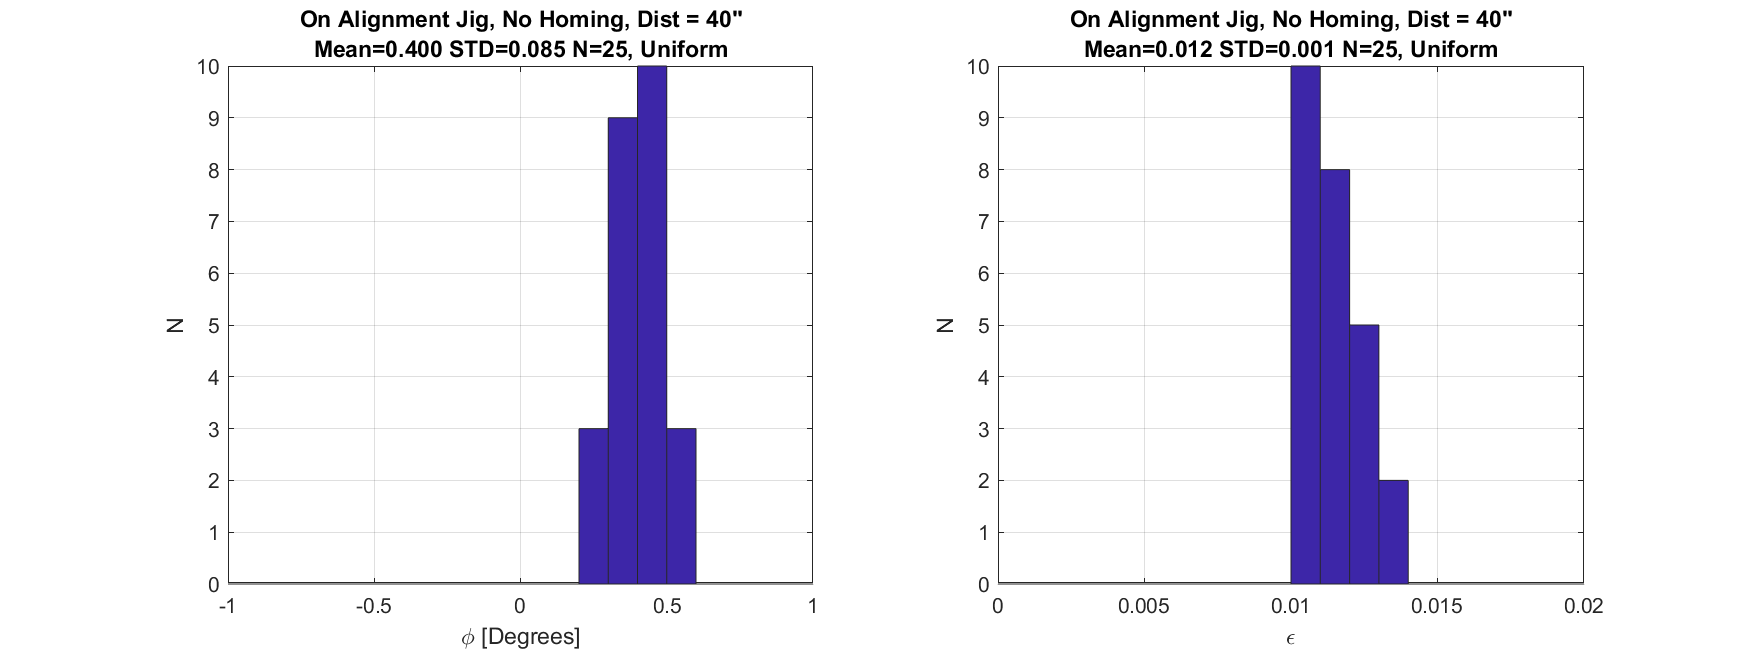 On Alignment Jig, No Homing, Dist = 40"
Mean=0.400 STD=0.085 N=25, Uniform
10
9
8
7
6
5
4
3
2
1
0
N
-1 -0.5 0 0.5 1
ϕ [Degrees]
On Alignment Jig, No Homing, Dist = 40"
Mean=0.012 STD=0.001 N=25, Uniform
10
9
8
7
6
5
4
3
2
1
0
N
0 0.005 0.01 0.015 0.02
ϵ